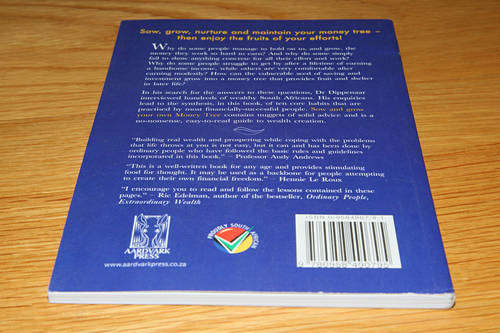 Sow, grow, nurture and maintain your money tree –
then enjoy the fruits of your efforts!
Why do some people manage to hold on to, and grow, the
money they work so hard to earn? And why do some simply
fail to show anything concrete for all their effort and work?
Why do some people struggle to get by after a lifetime of earning
a handsome income, while others are very comfortable after
earning modestly? How can the vulnerable seed of saving and
investment grow into a money tree that provides fruit and shelter
in later life?
In his search for the answers to these questions, Dr Dippenaar
interviewed hundreds of wealthy South Africans. His enquiries
lead to the synthesis, in this book, of ten core habits that are
practised by most financially-successful people. Sow and grow
your own Money Tree contains nuggets of solid advice and is a
no-nonsense, easy-to-read guide to wealth creation.
"Building real wealth and prospering while coping with the problems
that life throws at you is not easy, but it can and has been done by
ordinary people who have followed the basic rules and guidelines
incorporated in this book." – Professor Andy Andrews
"This is a well-written book for any age and provides stimulating
food for thought. It may be used as a backbone for people attempting
to create their own financial freedom." – Hennie Le Roux
"I encourage you to read and follow the lessons contained in these
pages." – Ric Edelman, author of the bestseller, Ordinary People,
Extraordinary Wealth
AARDVARK
PRESS
www.aardvarkpress.co.za
PROUDLY SOUTH AFRICAN
ISBN